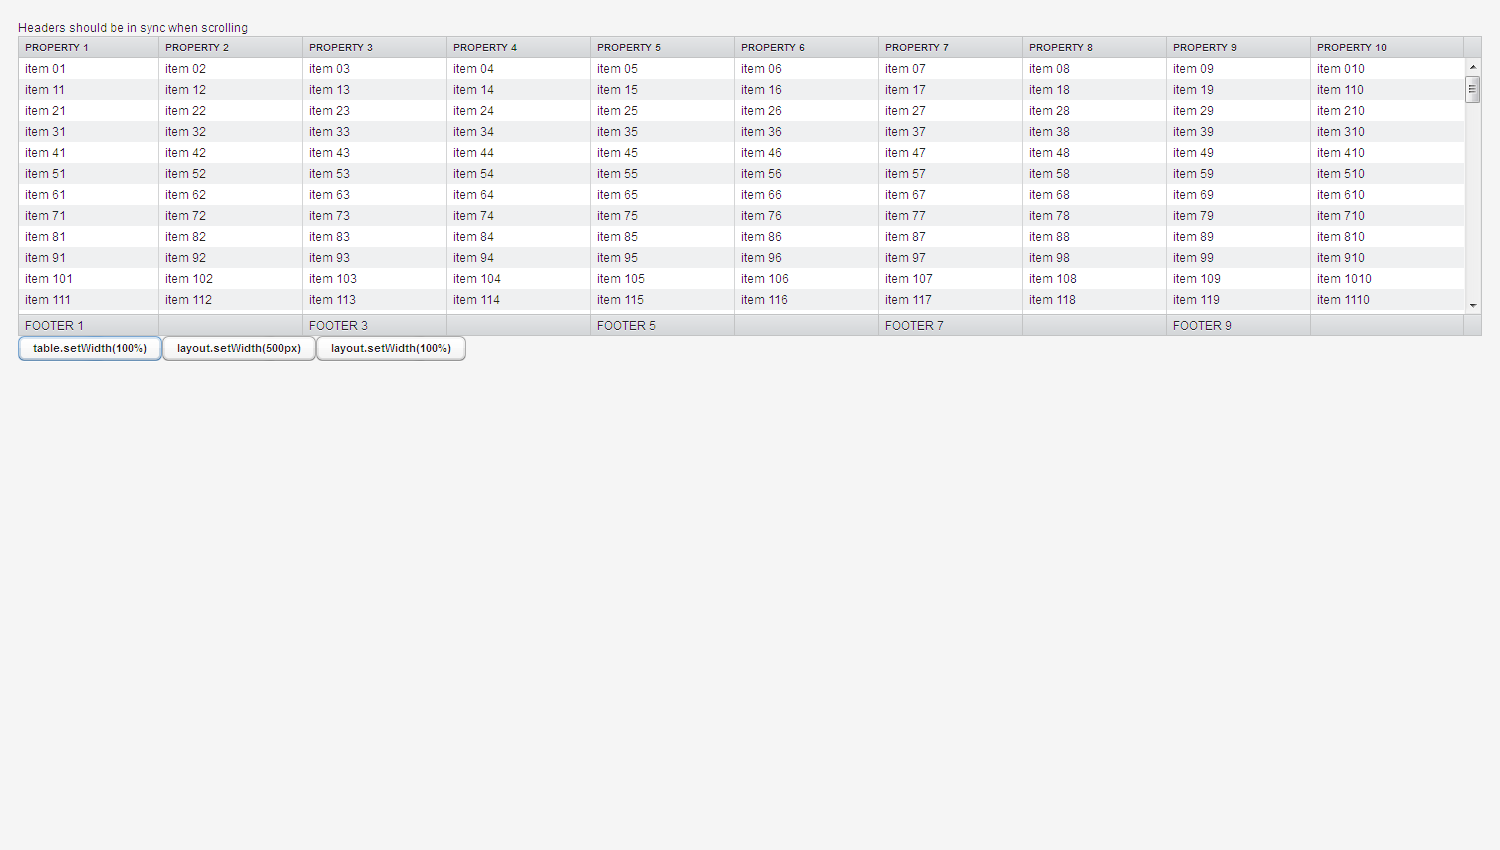 Headers should be in sync when scrolling
PROPERTY 1 PROPERTY 2 PROPERTY 3 PROPERTY 4 PROPERTY 5 PROPERTY 6 PROPERTY 7 PROPERTY 8 PROPERTY 9 PROPERTY 10
item 01 item 02 item 03 item 04 item 05 item 06 item 07 item 08 item 09 item 010
item 11 item 12 item 13 item 14 item 15 item 16 item 17 item 18 item 19 item 110
item 21 item 22 item 23 item 24 item 25 item 26 item 27 item 28 item 29 item 210
item 31 item 32 item 33 item 34 item 35 item 36 item 37 item 38 item 39 item 310
item 41 item 42 item 43 item 44 item 45 item 46 item 47 item 48 item 49 item 410
item 51 item 52 item 53 item 54 item 55 item 56 item 57 item 58 item 59 item 510
item 61 item 62 item 63 item 64 item 65 item 66 item 67 item 68 item 69 item 610
item 71 item 72 item 73 item 74 item 75 item 76 item 77 item 78 item 79 item 710
item 81 item 82 item 83 item 84 item 85 item 86 item 87 item 88 item 89 item 810
item 91 item 92 item 93 item 94 item 95 item 96 item 97 item 98 item 99 item 910
item 101 item 102 item 103 item 104 item 105 item 106 item 107 item 108 item 109 item 1010
item 111 item 112 item 113 item 114 item 115 item 116 item 117 item 118 item 119 item 1110
FOOTER 1 FOOTER 3 FOOTER 5 FOOTER 7 FOOTER 9
table.setWidth(100%) layout.setWidth(500px) layout.setWidth(100%)